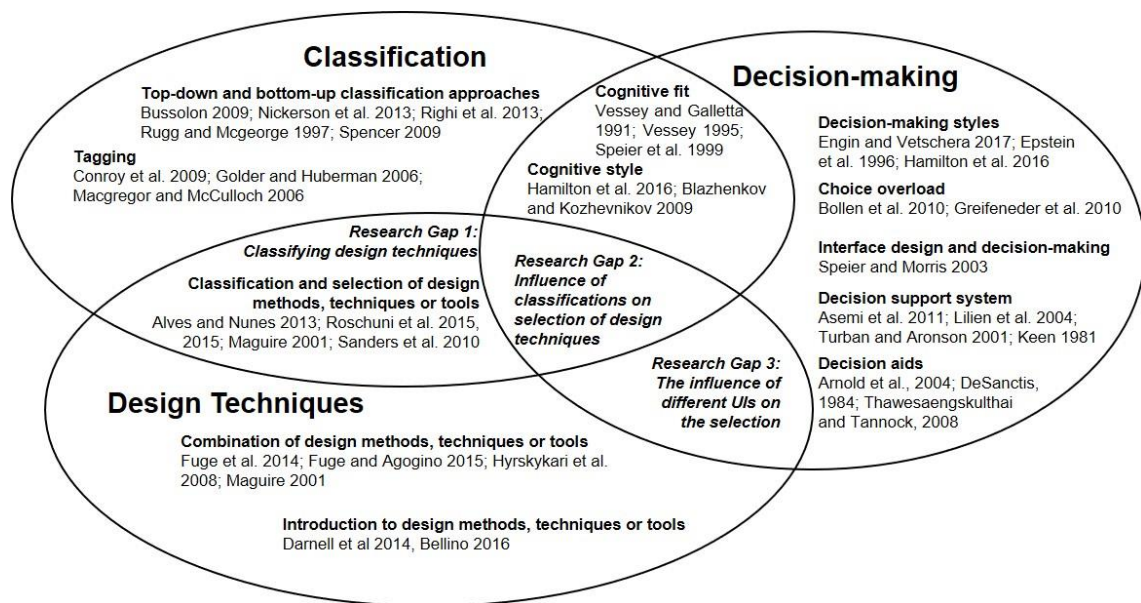 Classification
Top-down and bottom-up classification approaches
Bussolon 2009; Nickerson et al. 2013; Righi et al. 2013;
Rugg and Mcgeorge 1997; Spencer 2009
Tagging
Conroy et al. 2009; Golder and Huberman 2006;
Macgregor and McCulloch 2006
Cognitive fit
Vessey and Galletta
1991; Vessey 1995;
Speier et al. 1999
Cognitive style
Hamilton et al. 2016; Blazhenkov
and Kozhevnikov 2009
Decision-making
Decision-making styles
Engin and Vetschera 2017; Epstein
et al. 1996; Hamilton et al. 2016
Choice overload
Bollen et al. 2010; Greifeneder et al. 2010
Interface design and decision-making
Speier and Morris 2003
Decision support system
Asemi et al. 2011; Lilien et al. 2004;
Turban and Aronson 2001; Keen 1981
Decision aids
Arnold et al., 2004; DeSanctis,
1984; Thawesaengskulthai
and Tannock, 2008
Research Gap 1:
Classifying design techniques
Classification and selection of design
methods, techniques or tools
Alves and Nunes 2013; Roschuni et al. 2015,
2015; Maguire 2001; Sanders et al. 2010
Research Gap 2:
Influence of
classifications on
selection of design
techniques
Research Gap 3:
The influence of
different UIs on
the selection
Design Techniques
Combination of design methods, techniques or tools
Fuge et al. 2014; Fuge and Agogino 2015; Hyrskykari et al.
2008; Maguire 2001
Introduction to design methods, techniques or tools
Darnell et al 2014, Bellino 2016